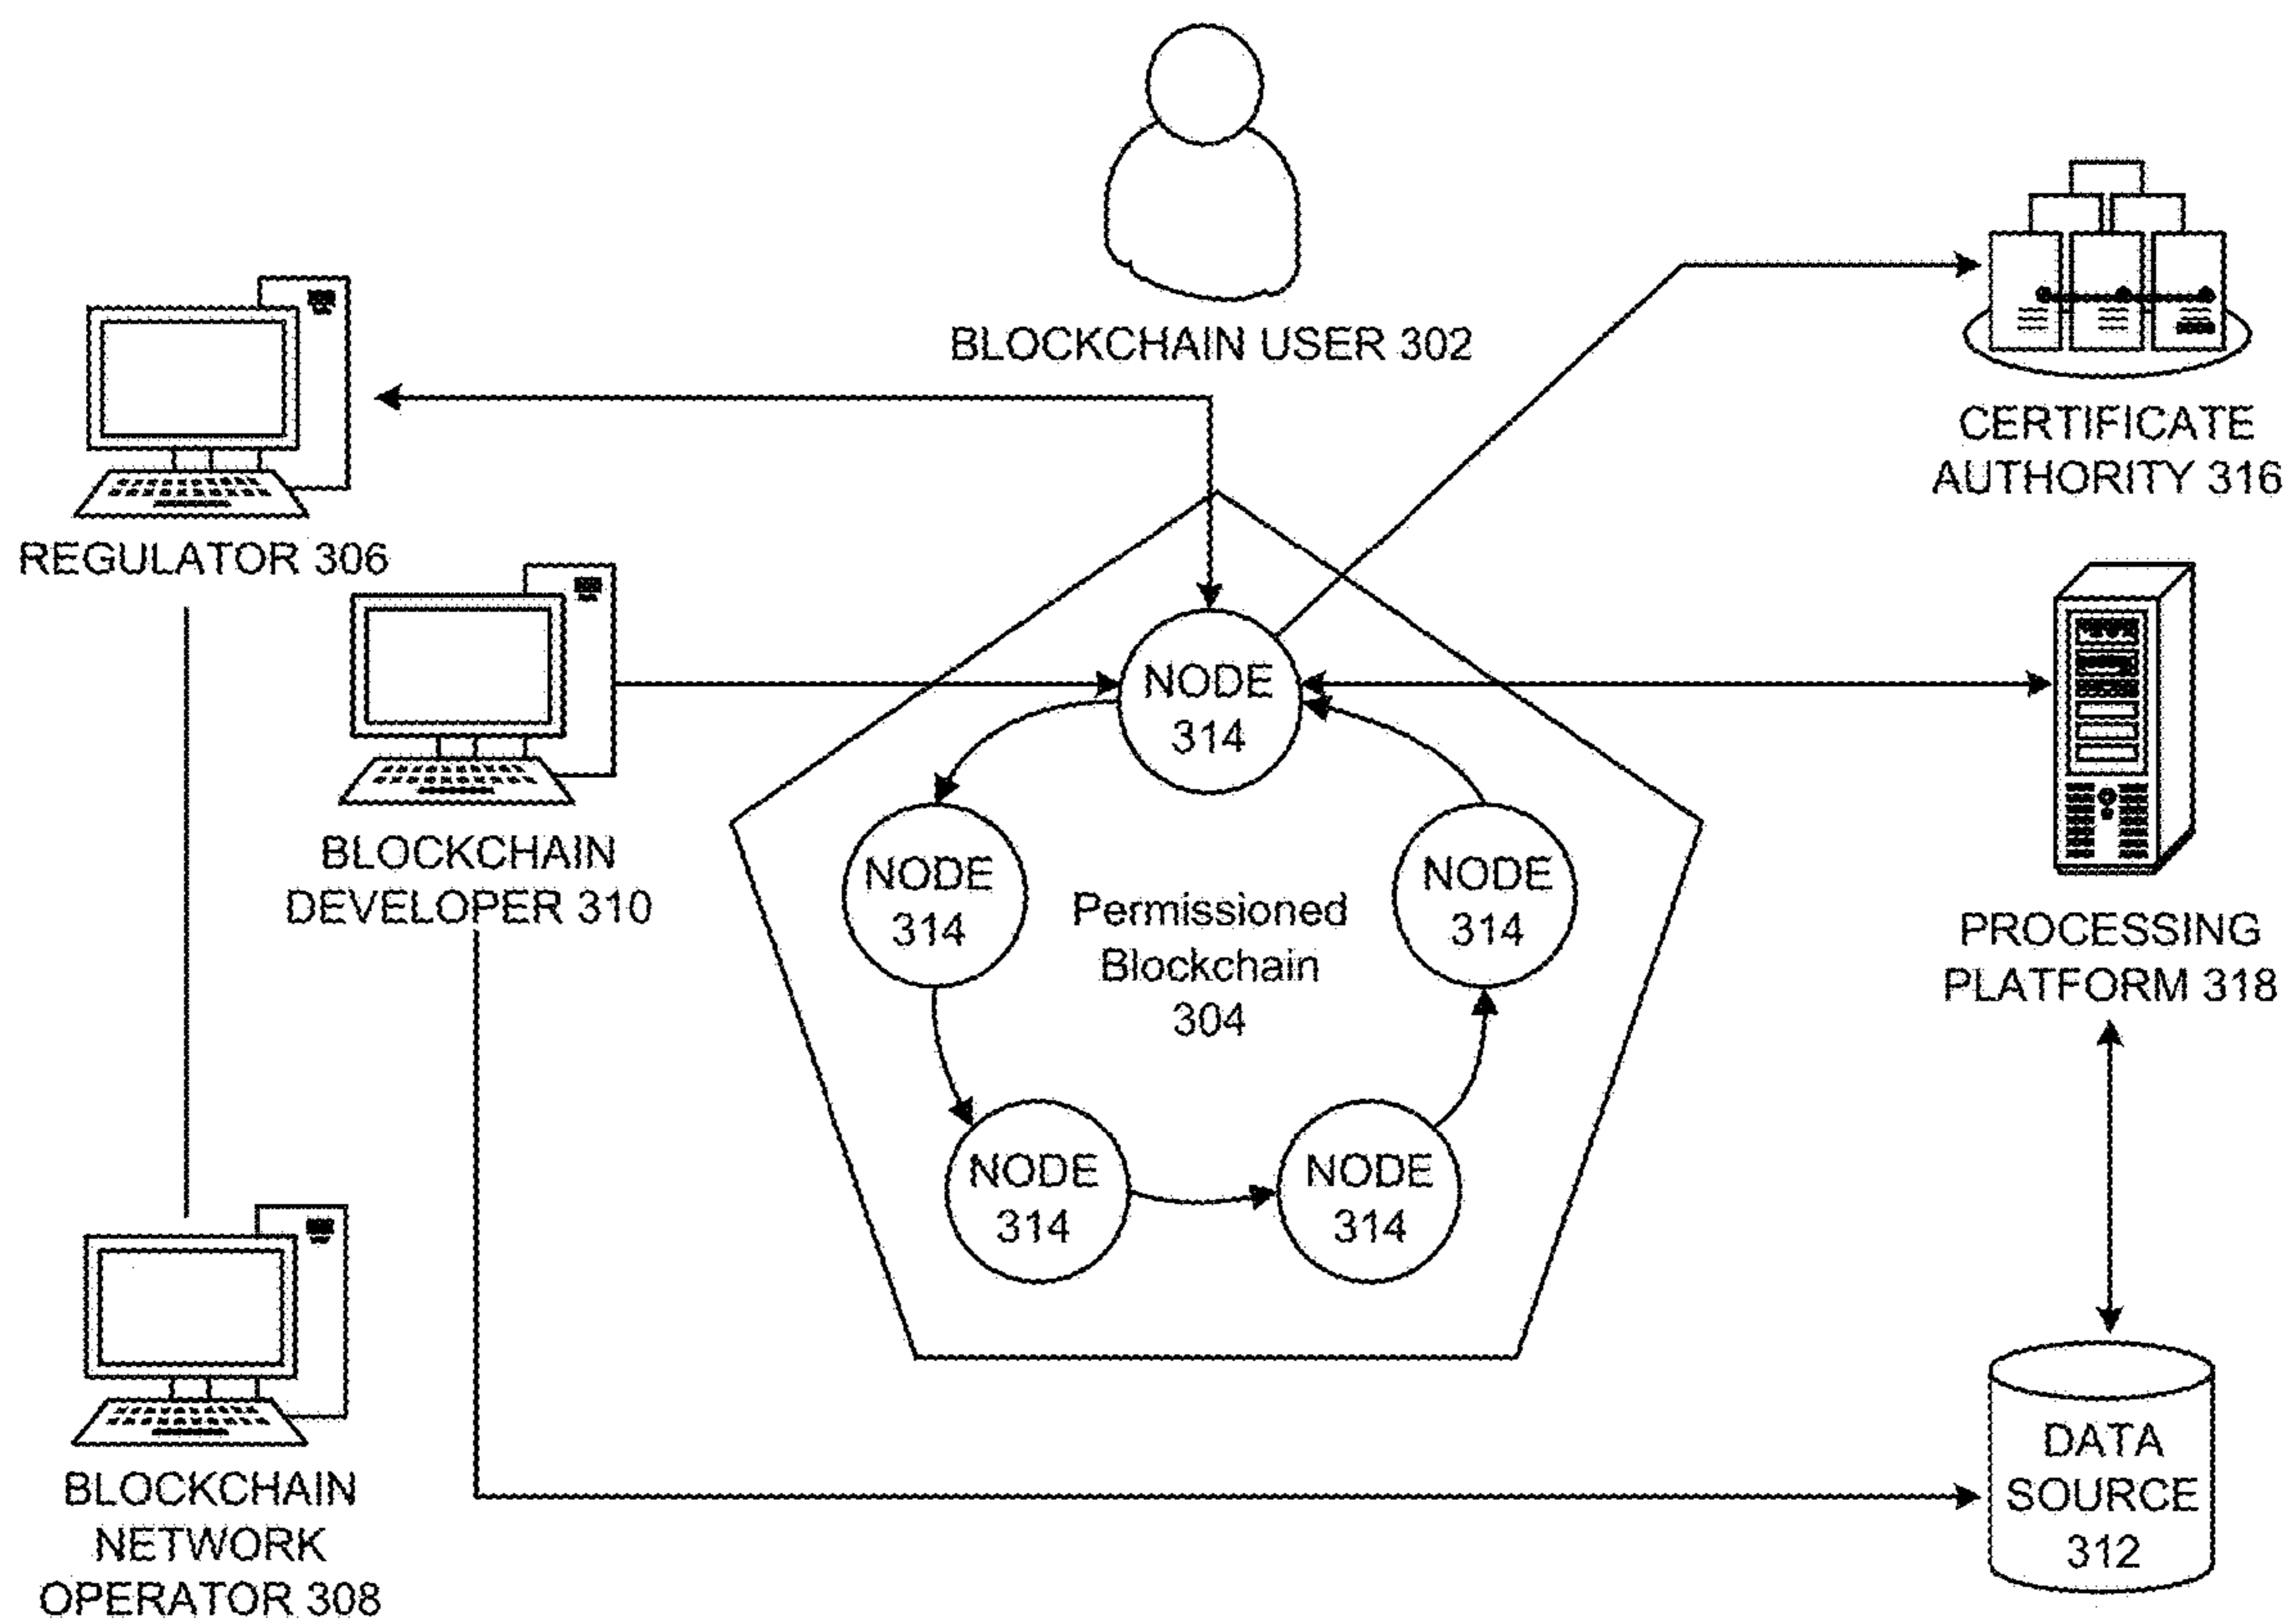 BLOCKCHAIN USER 302
CERTIFICATE
AUTHORITY 316
REGULATOR 306
NODE
314
BLOCKCHAIN
DEVELOPER 310
NODE
314
Permissioned
Blockchain
304
NODE
314
PROCESSING
PLATFORM 318
NODE
314
NODE
314
BLOCKCHAIN
NETWORK
OPERATOR 308
DATA
SOURCE
312